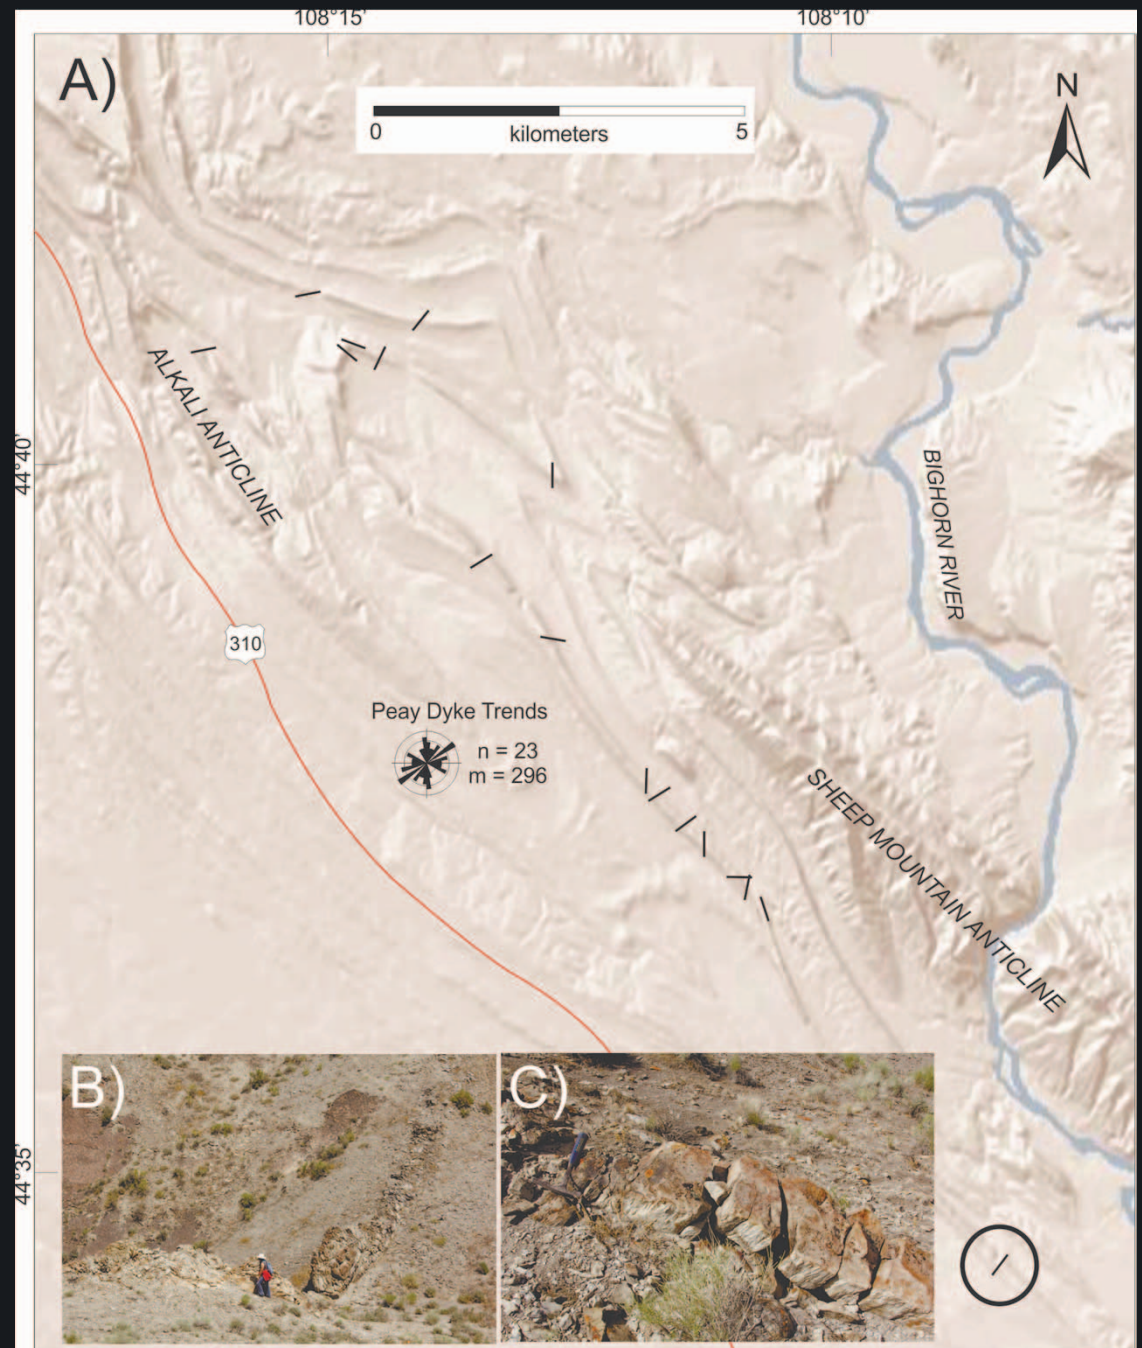 108°15'
108°10'
A)
N
0
5
kilometers
ALKALI ANTICLINE
44°40'
BIGHORN RIVER
310
Peay Dyke Trends
n = 23
m = 296
SHEEP MOUNTAIN ANTICLINE
B)
C)
44°35'